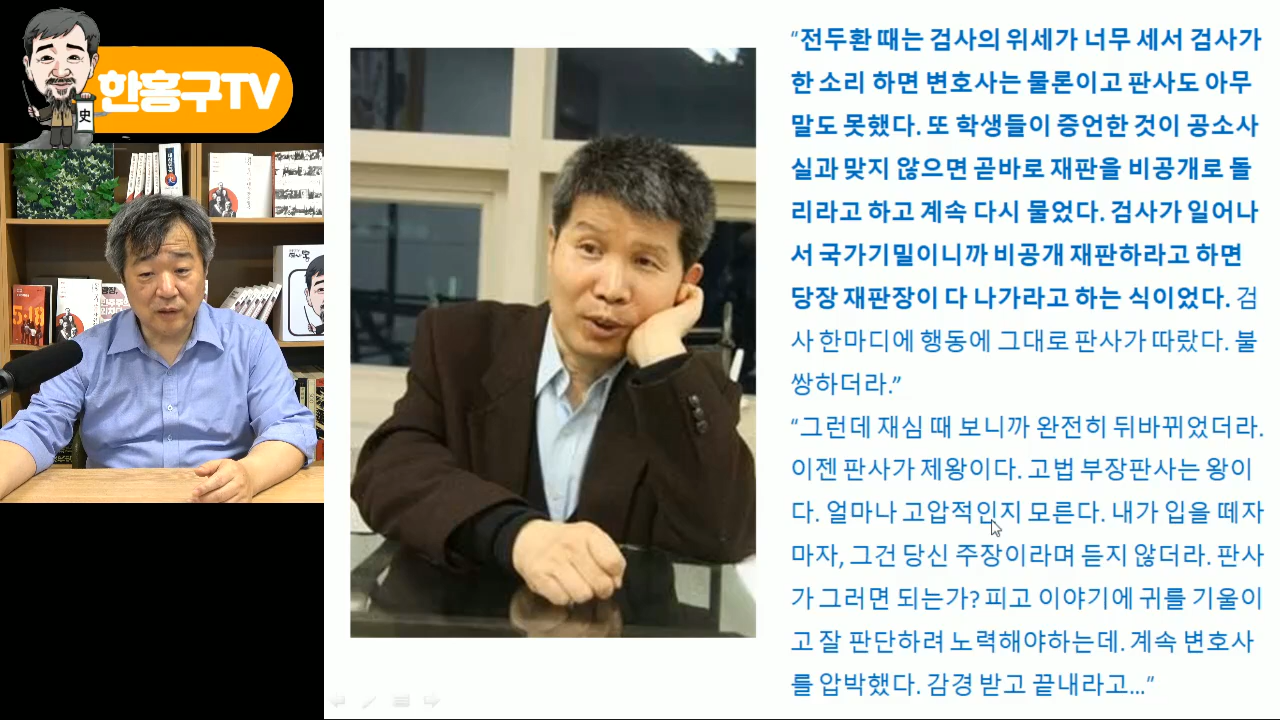 한홍구TV
史
5·18
"전두환 때는 검사의 위세가 너무 세서 검사가
한 소리 하면 변호사는 물론이고 판사도 아무
말도 못했다. 또 학생들이 증언한 것이 공소사
실과 맞지 않으면 곧바로 재판을 비공개로 돌
리라고 하고 계속 다시 물었다. 검사가 일어나
서 국가기밀이니까 비공개 재판하라고 하면
당장 재판장이 다 나가라고 하는 식이었다. 검
사 한마디에 행동에 그대로 판사가 따랐다. 불
쌍하더라."
"그런데 재심 때 보니까 완전히 뒤바뀌었더라.
이젠 판사가 제왕이다. 고법 부장판사는 왕이
다. 얼마나 고압적인지 모른다. 내가 입을 떼자
마자, 그건 당신 주장이라며 듣지 않더라. 판사
가 그러면 되는가? 피고 이야기에 귀를 기울이
고 잘 판단하려 노력해야하는데. 계속 변호사
를 압박했다. 감경 받고 끝내라고..."